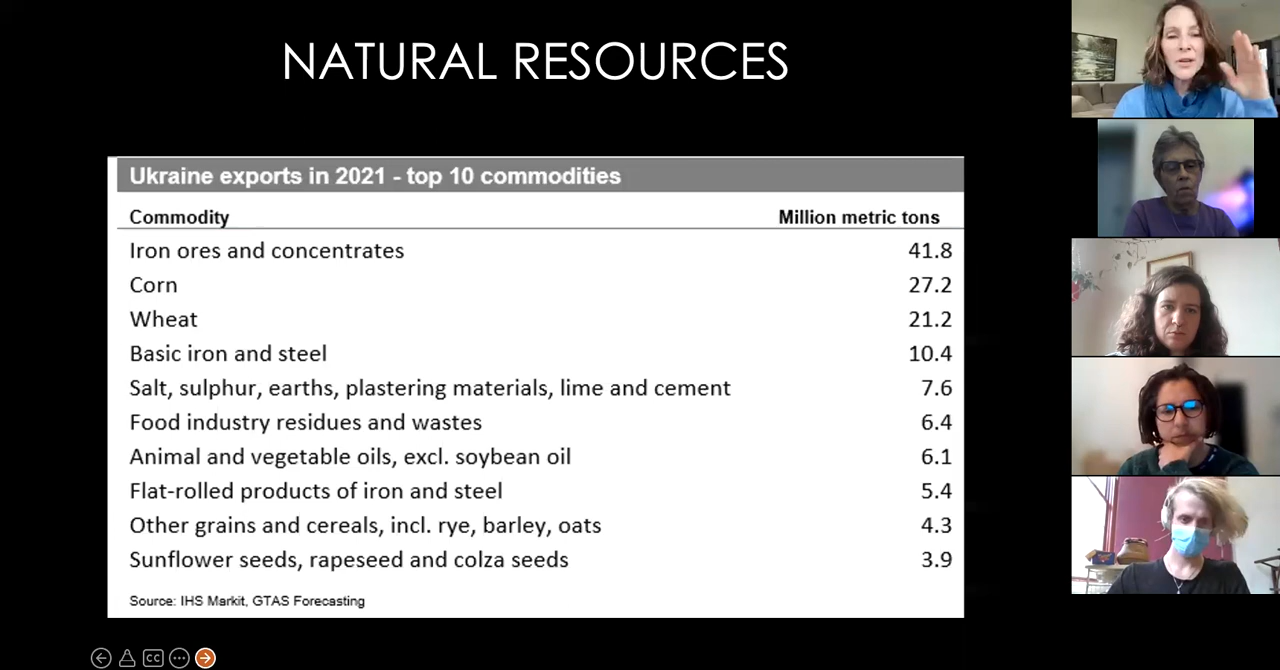 NATURAL RESOURCES
Ukraine exports in 2021 - top 10 commodities
Commodity Million metric tons
Iron ores and concentrates 41.8
Corn 27.2
Wheat 21.2
Basic iron and steel 10.4
Salt, sulphur, earths, plastering materials, lime and cement 7.6
Food industry residues and wastes 6.4
Animal and vegetable oils, excl. soybean oil 6.1
Flat-rolled products of iron and steel 5.4
Other grains and cereals, incl. rye, barley, oats 4.3
Sunflower seeds, rapeseed and colza seeds 3.9
Source: IHS Markit, GTAS Forecasting
CC